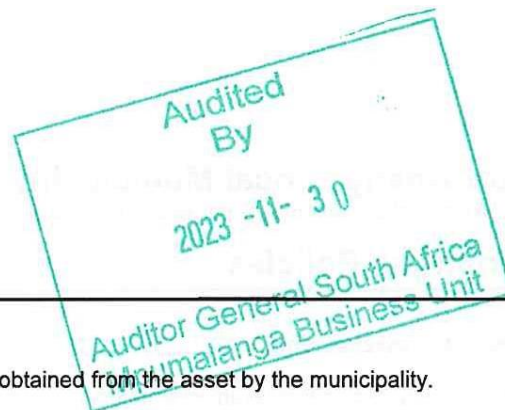 Audited
By
2023 -11- 30
Auditor General South Africa
Mpumalanga Business Unit
obtained from the asset by the municipality.